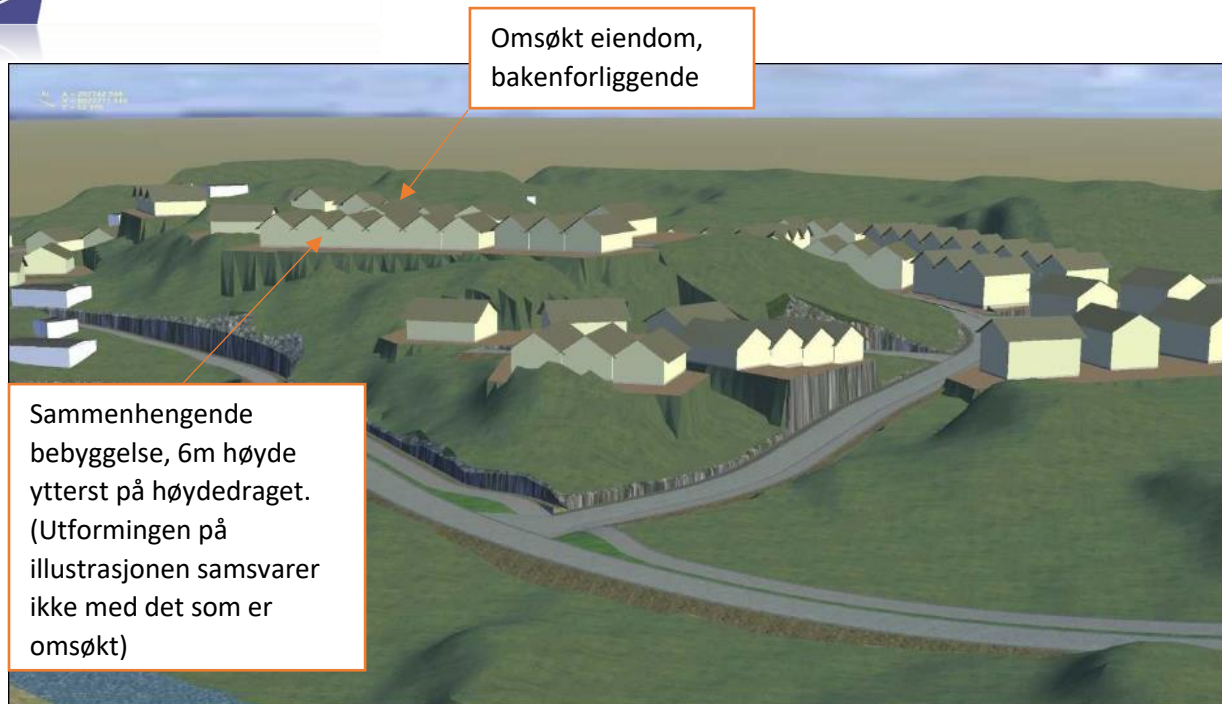 Omsøkt eiendom,
bakenforliggende
Sammenhengende
bebyggelse, 6m høyde
ytterst på høydedraget.
(Utformingen på
illustrasjonen samsvarer
ikke med det som er
omsøkt)